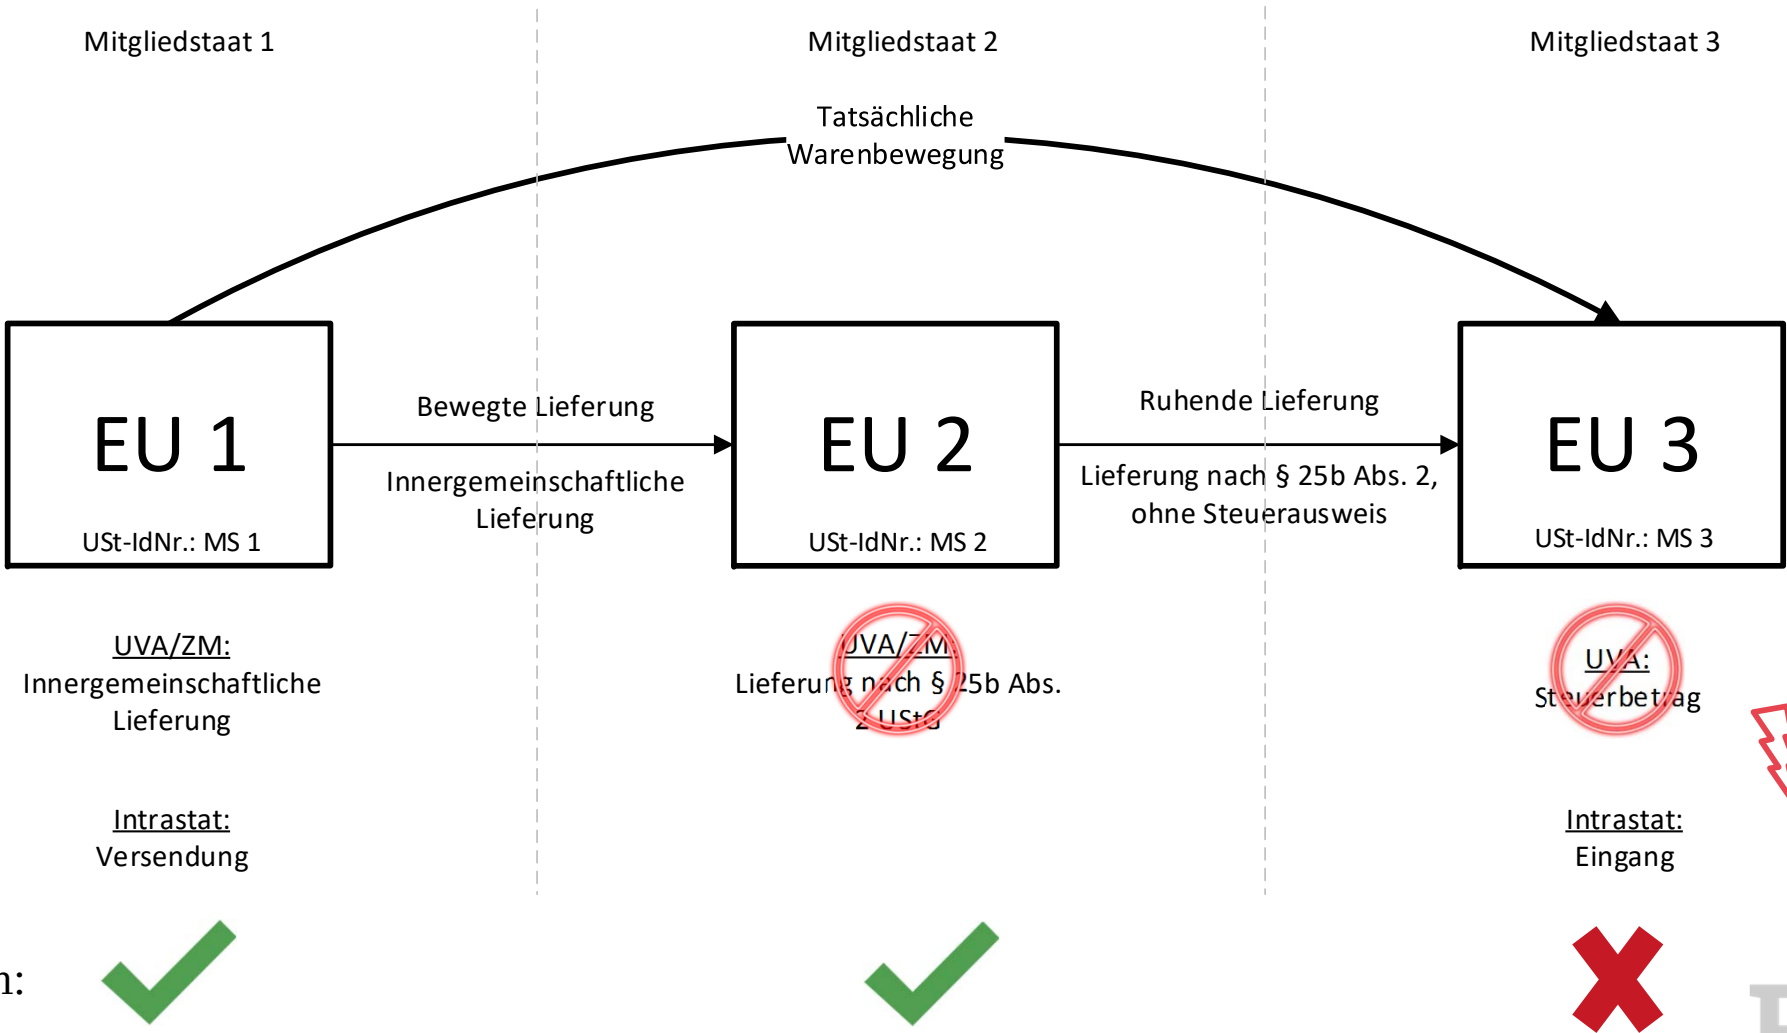 Mitgliedstaat 1
Mitgliedstaat 2
Mitgliedstaat 3
Tatsächliche
Warenbewegung
EU 1
USt-IdNr.: MS 1
Bewegte Lieferung
Innergemeinschaftliche
Lieferung
EU 2
USt-IdNr.: MS 2
Ruhende Lieferung
Lieferung nach § 25b Abs. 2,
ohne Steuerausweis
EU 3
USt-IdNr.: MS 3
UVA/ZM:
Innergemeinschaftliche
Lieferung
Intrastat:
Versendung
UVA/ZM:
Lieferung nach § 25b Abs.
2 UStG
UVA:
Steuerbetrag
Intrastat:
Eingang